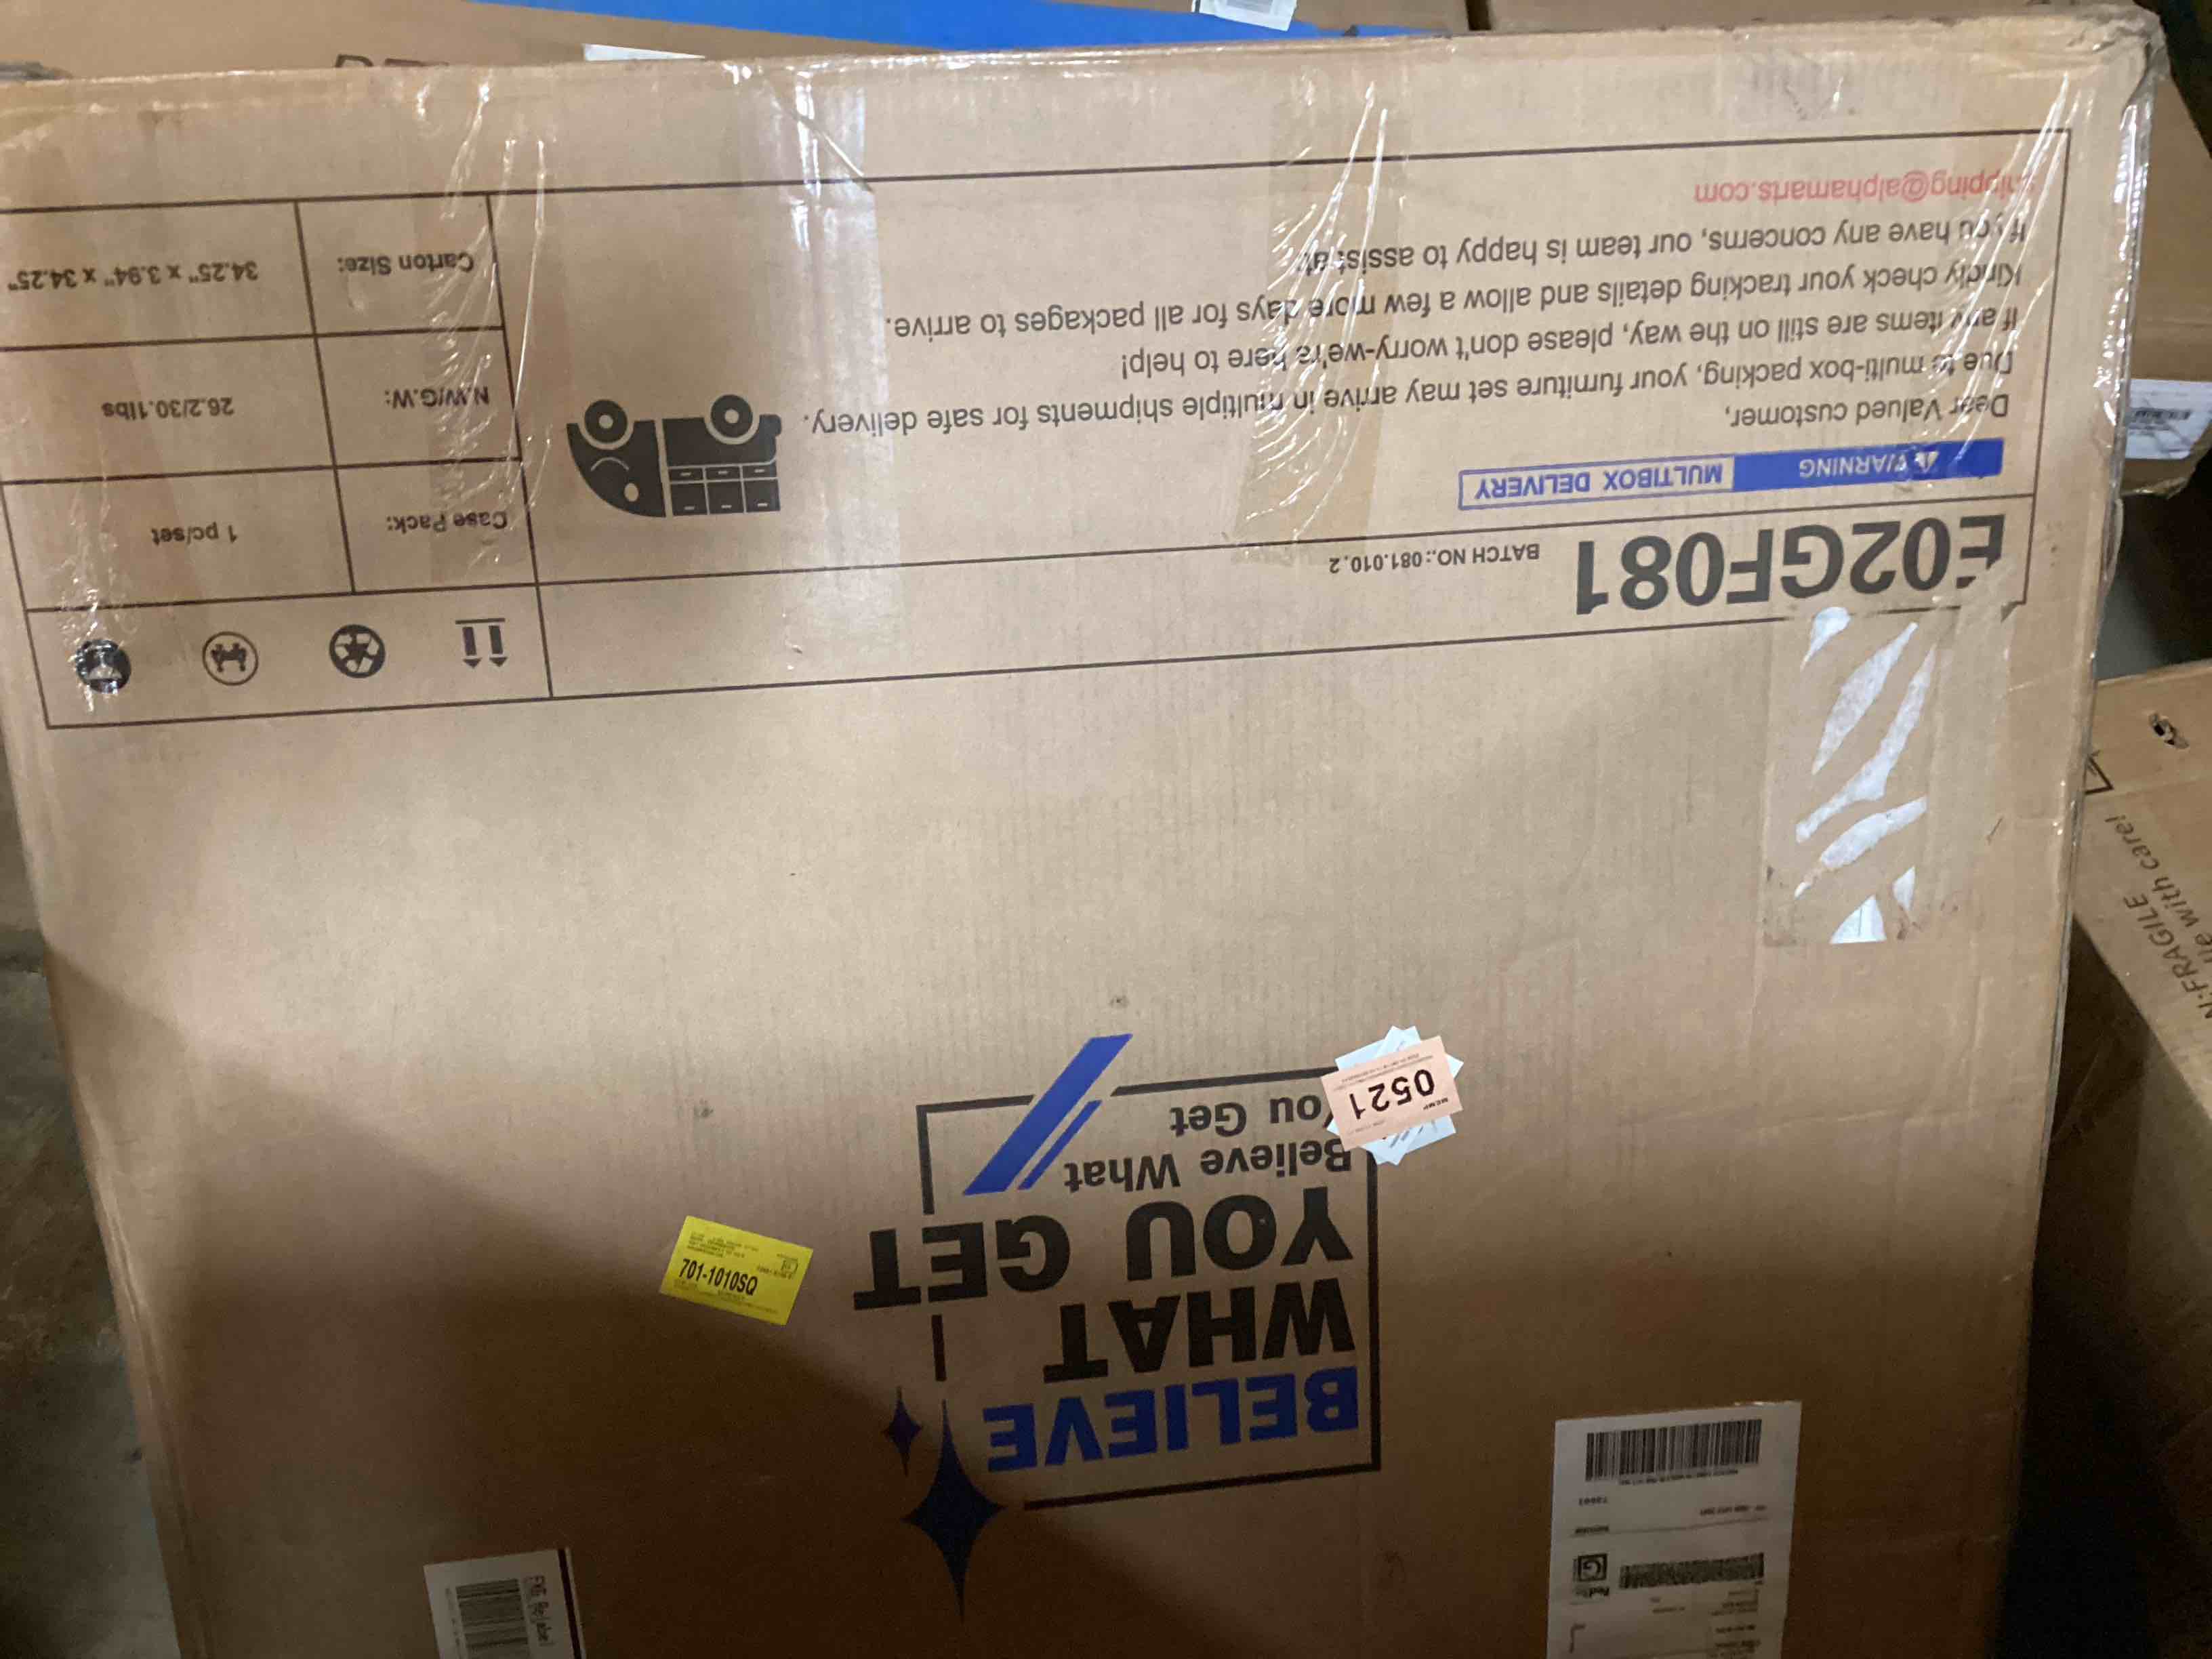 BELIEVE
WHAT
YOU GET
Believe What
You Get
0521
701-1010SQ
FXG Relabel
E02GF081
BATCH NO.:081.010.2
WARNING
MULTIBOX DELIVERY
Dear Valued customer,
Due to multi-box packing, your furniture set may arrive in multiple shipments for safe delivery.
If any items are still on the way, please don't worry-we're here to help!
Kindly check your tracking details and allow a few more days for all packages to arrive.
If you have any concerns, our team is happy to assist at:
shipping@alphamarts.com
Case Pack:
1 pc/set
N.W/G.W:
26.2/30.1lbs
Carton Size:
34.25" x 3.94" x 34.25"
FRAGILE
with care!